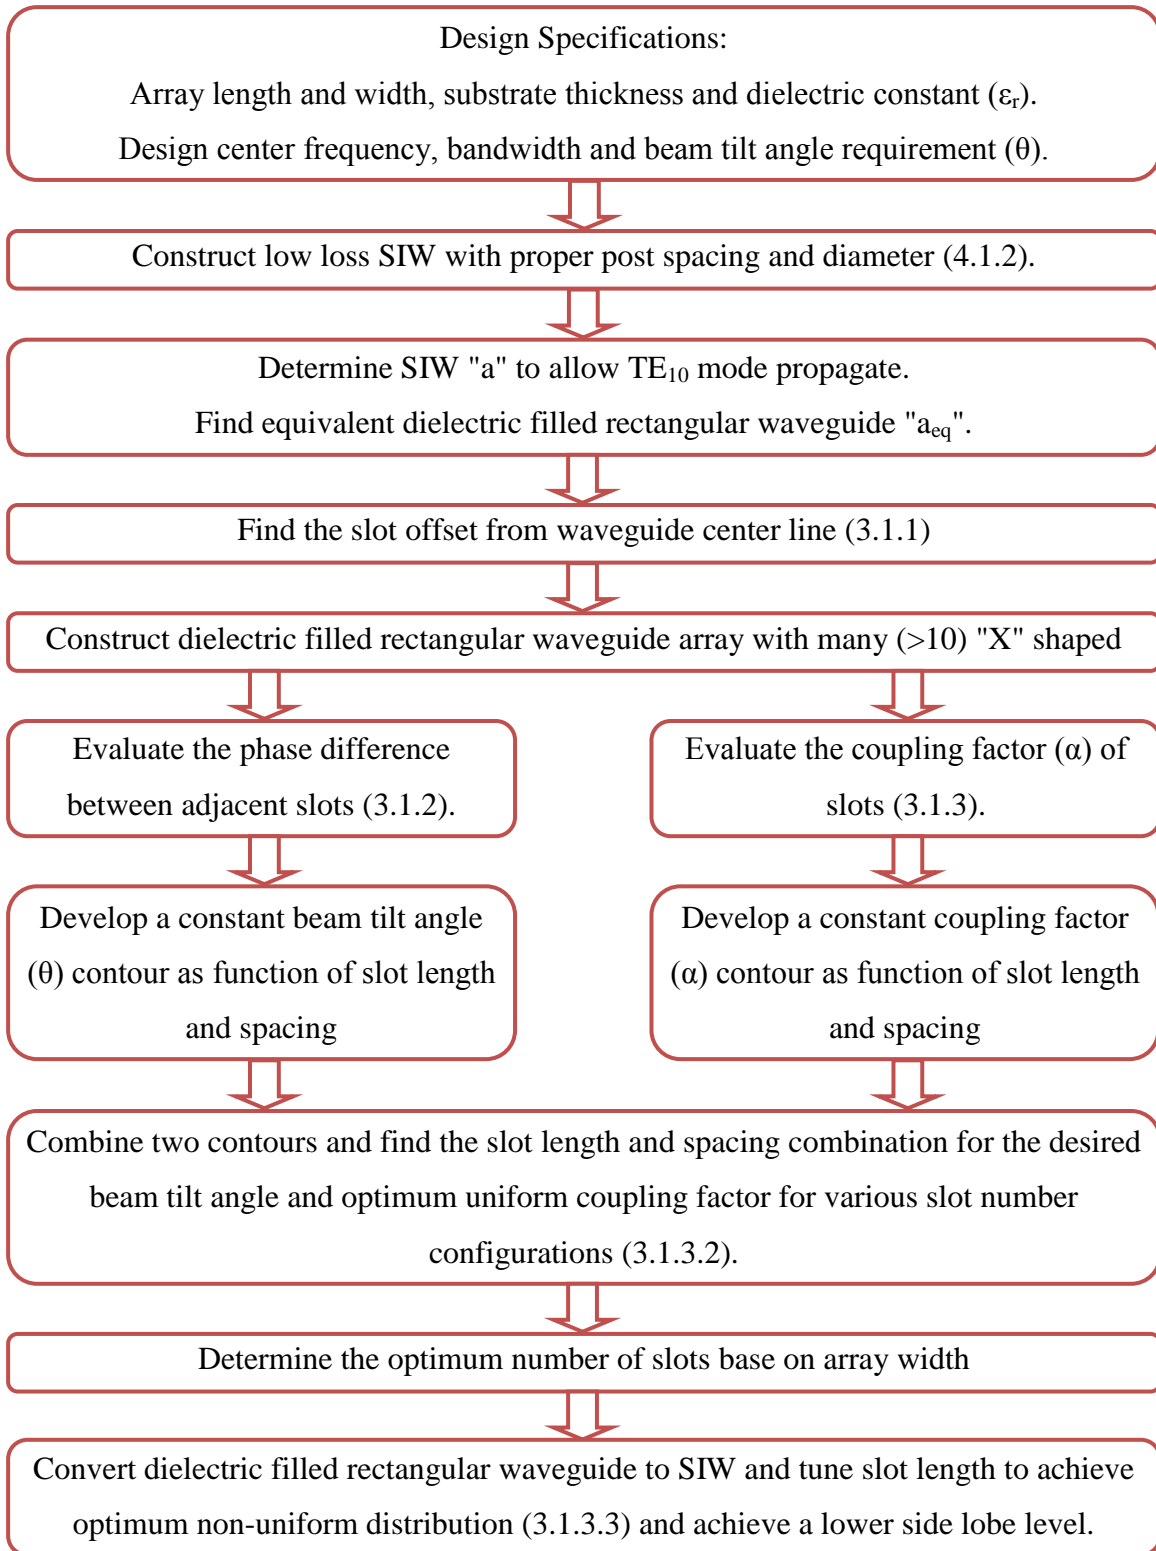 Design Specifications:
Array length and width, substrate thickness and dielectric constant (εr).
Design center frequency, bandwidth and beam tilt angle requirement (θ).
Construct low loss SIW with proper post spacing and diameter (4.1.2).
Determine SIW "a" to allow TE10 mode propagate.
Find equivalent dielectric filled rectangular waveguide "aeq".
Find the slot offset from waveguide center line (3.1.1)
Construct dielectric filled rectangular waveguide array with many (>10) "X" shaped
Evaluate the phase difference
between adjacent slots (3.1.2).
Evaluate the coupling factor (α) of
slots (3.1.3).
Develop a constant beam tilt angle
(θ) contour as function of slot length
and spacing
Develop a constant coupling factor
(α) contour as function of slot length
and spacing
Combine two contours and find the slot length and spacing combination for the desired
beam tilt angle and optimum uniform coupling factor for various slot number
configurations (3.1.3.2).
Determine the optimum number of slots base on array width
Convert dielectric filled rectangular waveguide to SIW and tune slot length to achieve
optimum non-uniform distribution (3.1.3.3) and achieve a lower side lobe level.